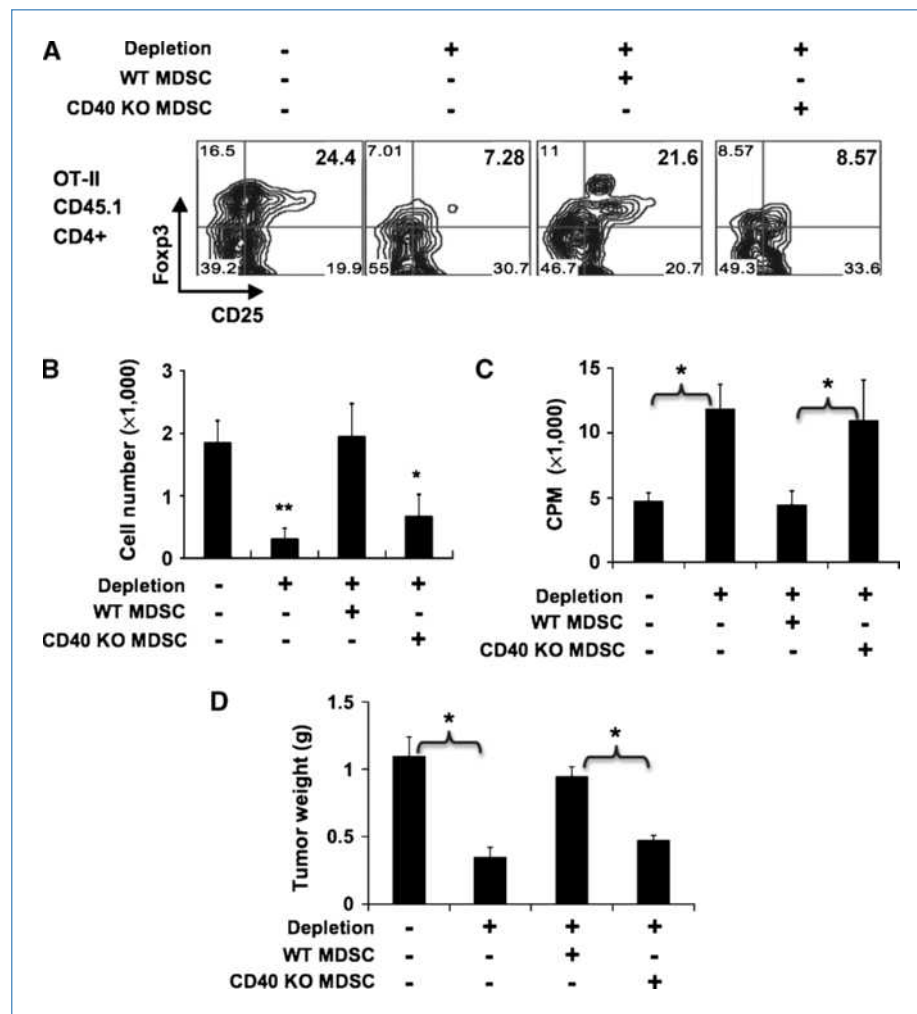 A
Depletion - + + +
WT MDSC - - + -
CD40 KO MDSC - - - +
16.5 24.4 7.01 7.28 11 21.6 8.57 8.57
OT-II
CD45.1
CD4+
Foxp3
39.2 19.9 55 30.7 46.7 20.7 49.3 33.6
CD25
B
Cell number (×1,000)
3
2
1
0
** *
Depletion - + + +
WT MDSC - - + -
CD40 KO MDSC - - - +
C
CPM (×1,000)
15
10
5
0
* *
Depletion - + + +
WT MDSC - - + -
CD40 KO MDSC - - - +
D
Tumor weight (g)
1.5
1
0.5
0
* *
Depletion - + + +
WT MDSC - - + -
CD40 KO MDSC - - - +